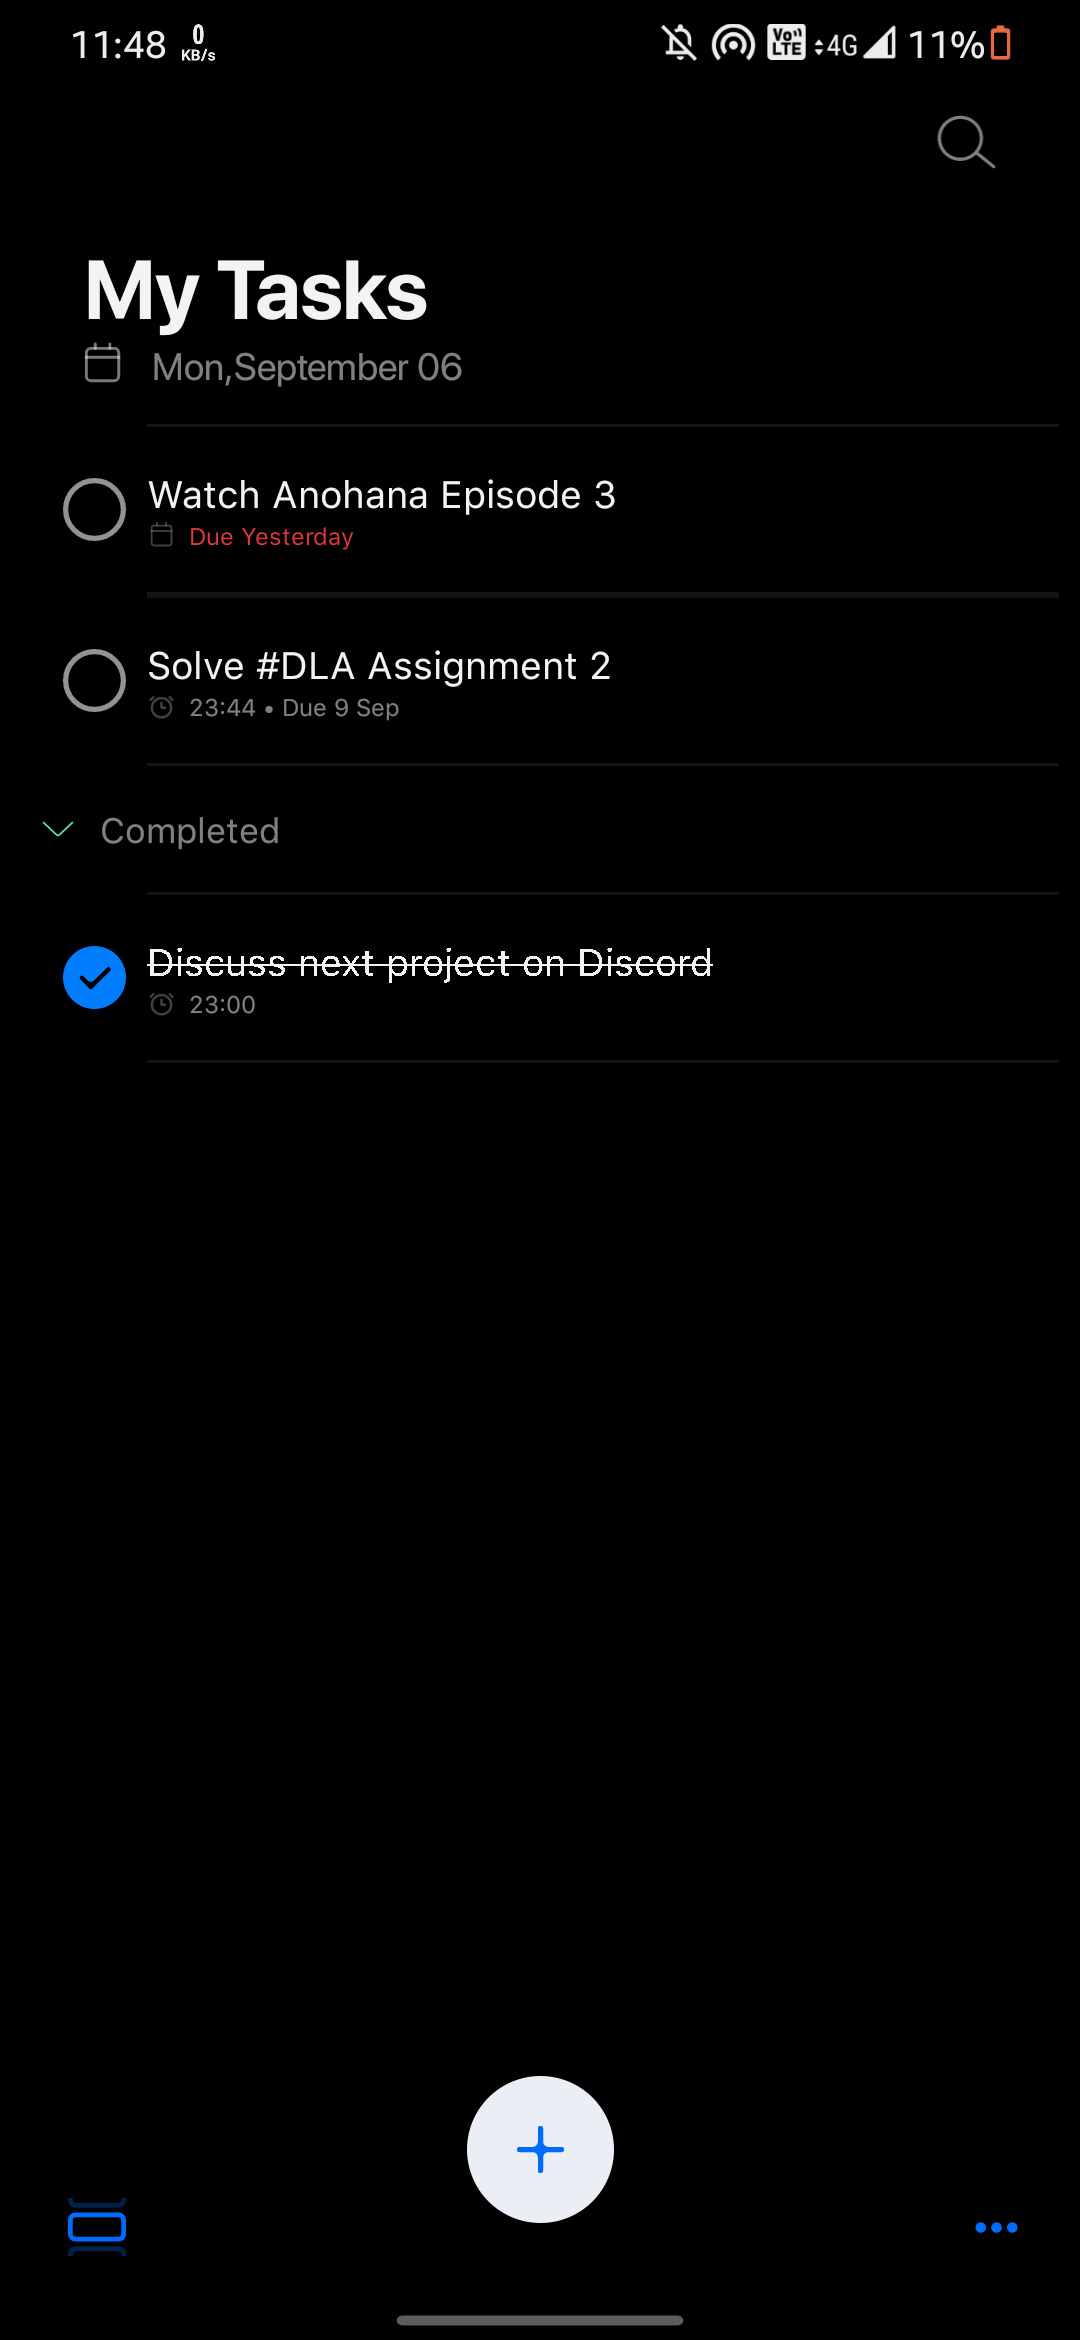 11:48 0 KB/s Vo)) LTE 4G 11%
My Tasks
Mon,September 06
Watch Anohana Episode 3
Due Yesterday
Solve #DLA Assignment 2
23:44 • Due 9 Sep
Completed
Discuss next project on Discord
23:00